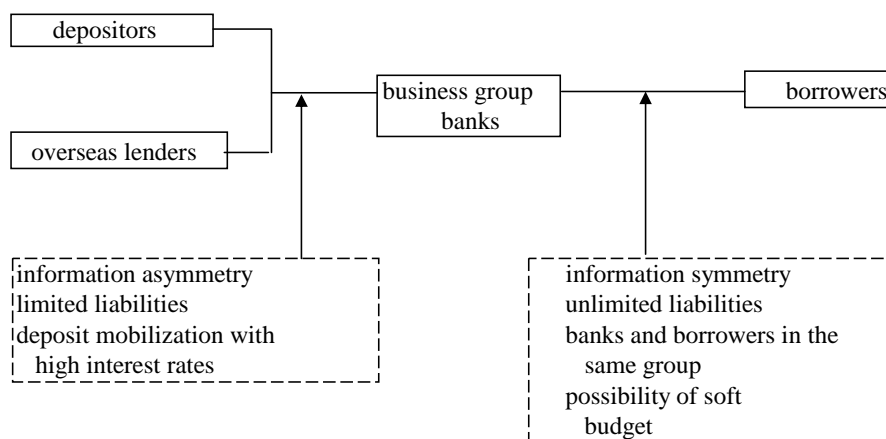 depositors
business group
banks
borrowers
overseas lenders
information asymmetry
limited liabilities
deposit mobilization with
high interest rates
information symmetry
unlimited liabilities
banks and borrowers in the
same group
possibility of soft
budget